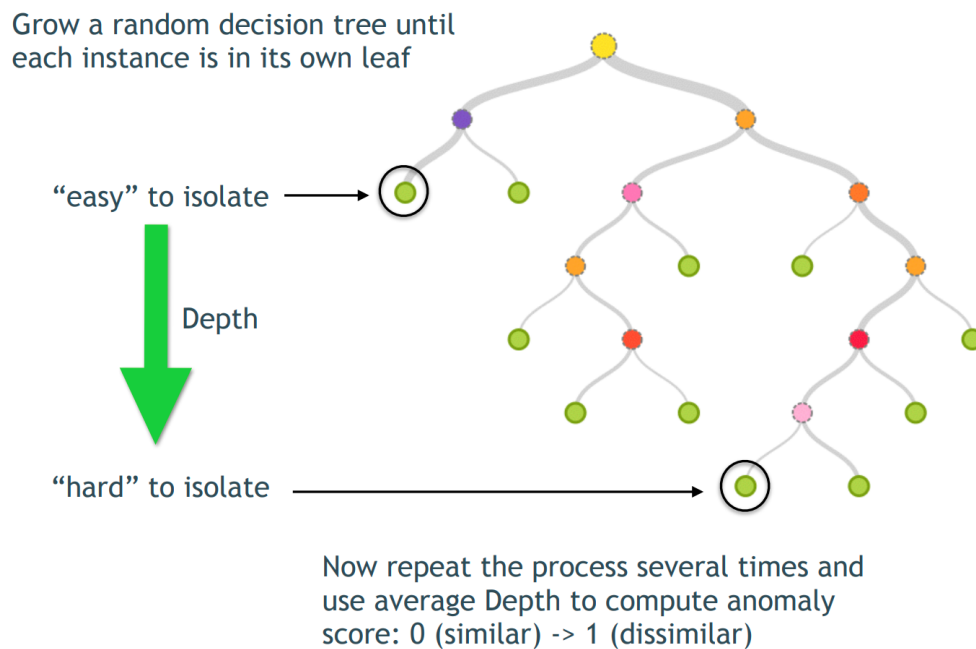 Grow a random decision tree until
each instance is in its own leaf
“easy” to isolate
Depth
“hard” to isolate
Now repeat the process several times and
use average Depth to compute anomaly
score: 0 (similar) -> 1 (dissimilar)